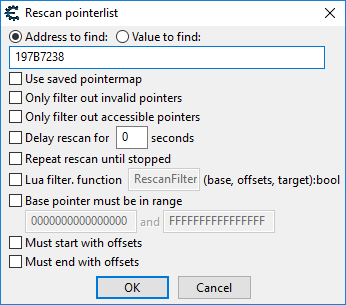 Rescan pointerlist
Address to find: Value to find:
197B7238
Use saved pointermap
Only filter out invalid pointers
Only filter out accessible pointers
Delay rescan for 0 seconds
Repeat rescan until stopped
Lua filter. function RescanFilter (base, offsets, target):bool
Base pointer must be in range
0000000000000000 and FFFFFFFFFFFFFFFF
Must start with offsets
Must end with offsets
OK Cancel